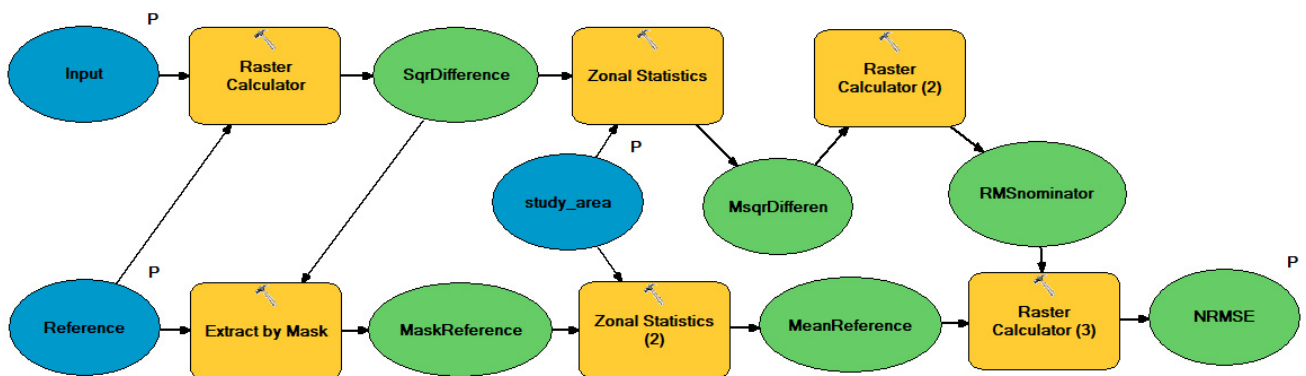 P
Input
Raster
Calculator
SqrDifference
Zonal Statistics
Raster
Calculator (2)
P
study_area
MsqrDifferen
RMSnominator
P
Reference
Extract by Mask
MaskReference
Zonal Statistics
(2)
MeanReference
Raster
Calculator (3)
P
NRMSE